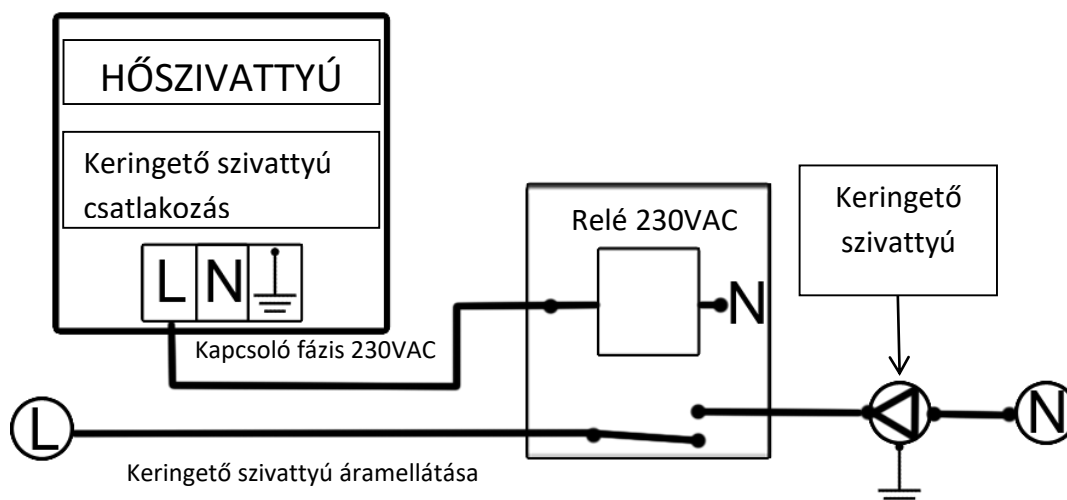 HŐSZIVATTYÚ
Keringető szivattyú
csatlakozás
L N
Kapcsoló fázis 230VAC
Relé 230VAC
N
Keringető
szivattyú
L
N
Keringető szivattyú áramellátása